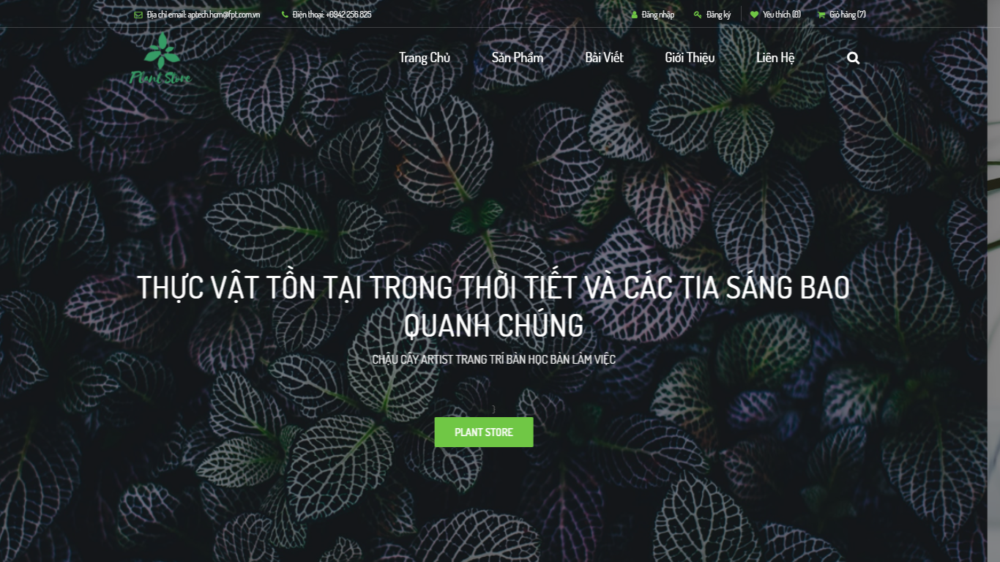 Địa chỉ email: aptech.hcm@fpt.com.vn
Điện thoại: +0942 256 825
Đăng nhập
Đăng ký
Yêu thích (0)
Giỏ hàng (7)
Plant Store
Trang Chủ
Sản Phẩm
Bài Viết
Giới Thiệu
Liên Hệ
THỰC VẬT TỒN TẠI TRONG THỜI TIẾT VÀ CÁC TIA SÁNG BAO
QUANH CHÚNG
CHẬU CÂY ARTIST TRANG TRÍ BÀN HỌC BÀN LÀM VIỆC
}
PLANT STORE